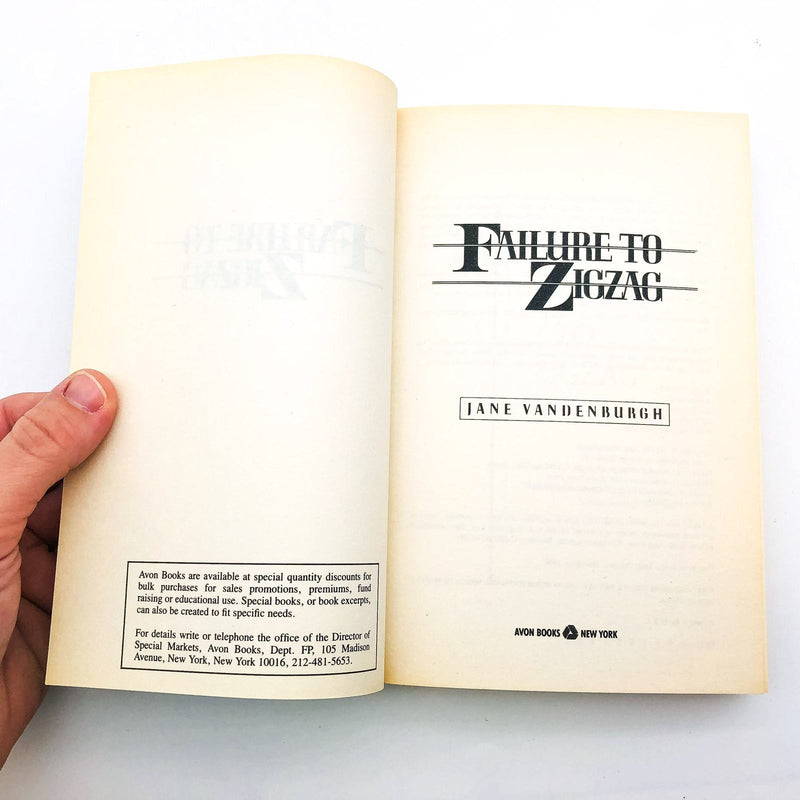 Avon Books are available at special quantity discounts for
bulk purchases for sales promotions, premiums, fund
raising or educational use. Special books, or book excerpts,
can also be created to fit specific needs.
For details write or telephone the office of the Director of
Special Markets, Avon Books, Dept. FP, 105 Madison
Avenue, New York, New York 10016, 212-481-5653.
FAILURE TO
ZIGZAG
JANE VANDENBURGH
AVON BOOKS NEW YORK